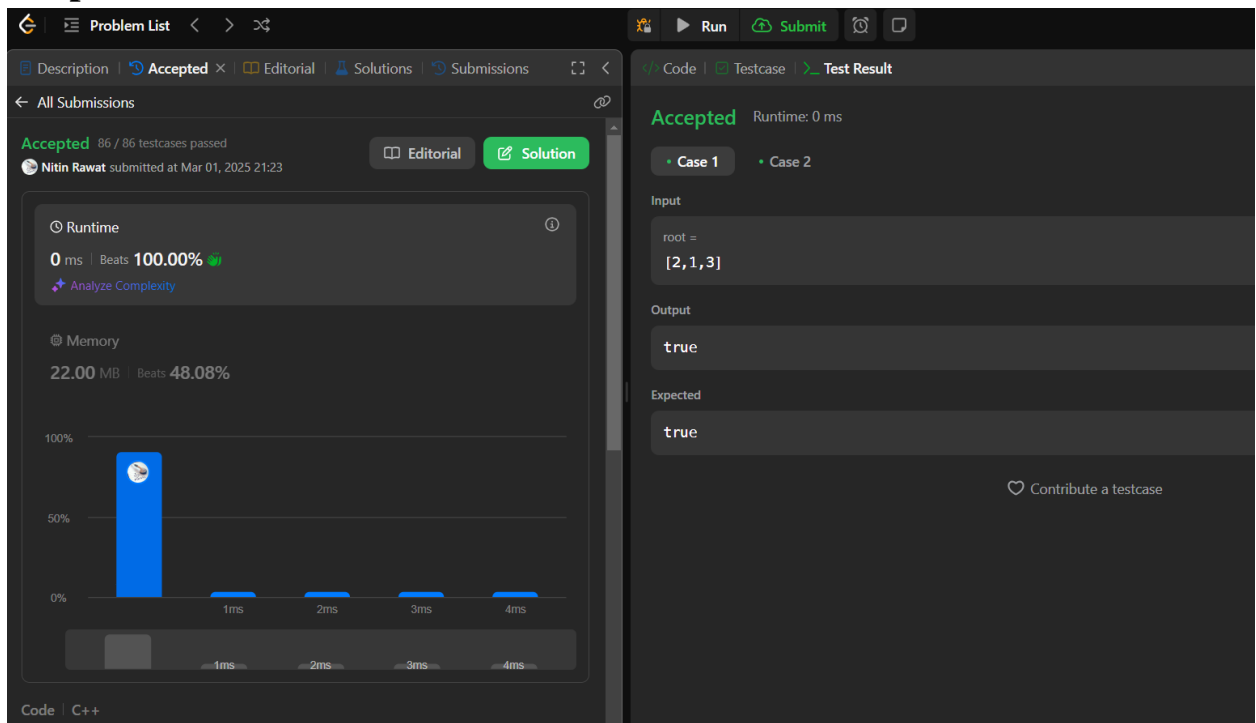 Problem List
Run
Submit
Description
Accepted
Editorial
Solutions
Submissions
All Submissions
Accepted 86 / 86 testcases passed
Nitin Rawat submitted at Mar 01, 2025 21:23
Editorial
Solution
Runtime
0 ms Beats 100.00%
Analyze Complexity
Memory
22.00 MB Beats 48.08%
100%
50%
0%
1ms 2ms 3ms 4ms
1ms 2ms 3ms 4ms
Code C++
Code
Testcase
Test Result
Accepted Runtime: 0 ms
• Case 1 • Case 2
Input
root =
[2,1,3]
Output
true
Expected
true
Contribute a testcase